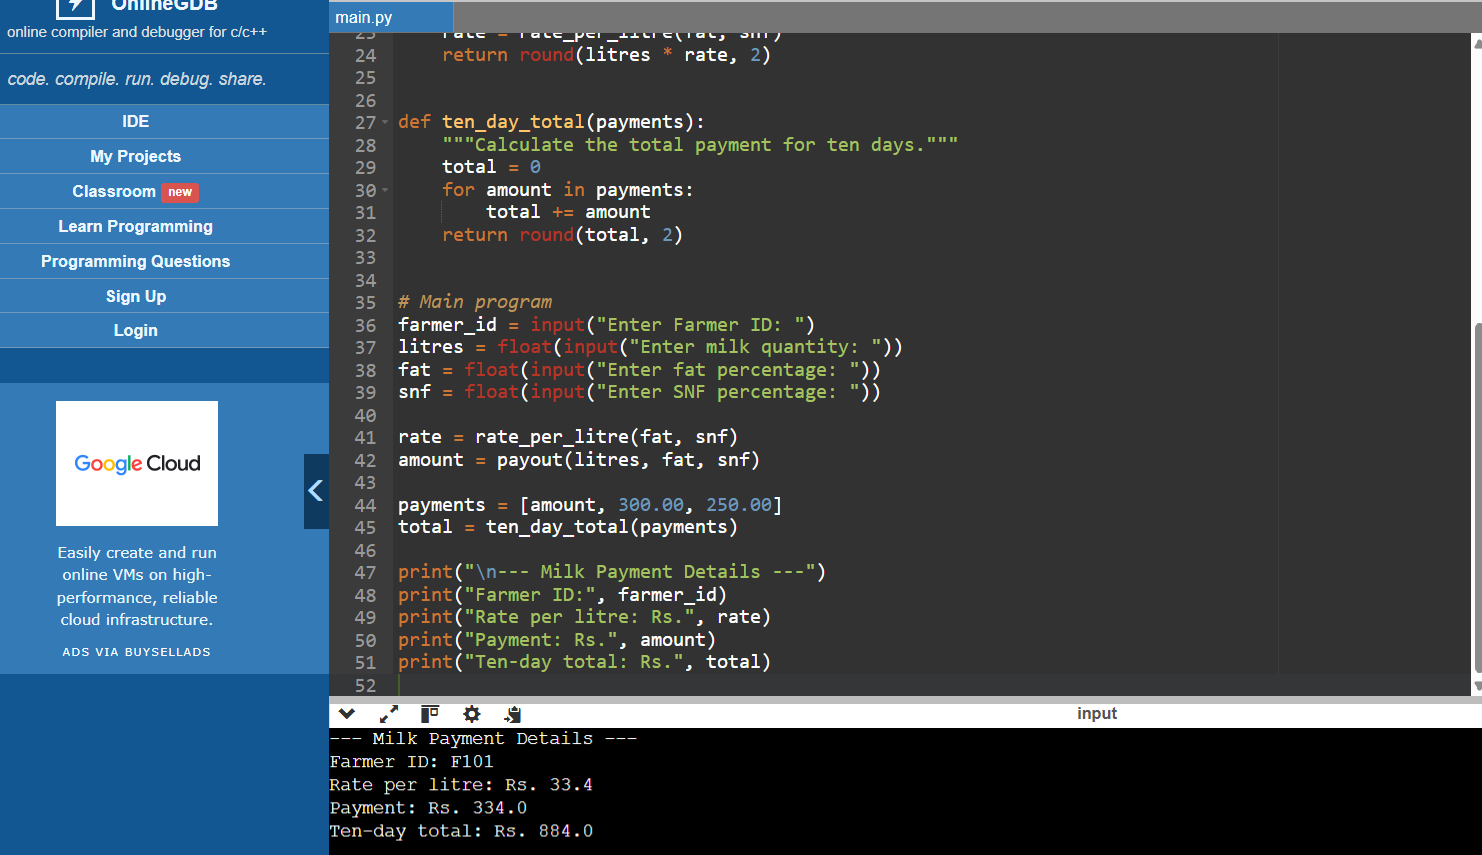 OnlineGDB
online compiler and debugger for c/c++
code. compile. run. debug. share.
IDE
My Projects
Classroom new
Learn Programming
Programming Questions
Sign Up
Login
Google Cloud
Easily create and run
online VMs on high-
performance, reliable
cloud infrastructure.
ADS VIA BUYSELLADS
main.py
23 rate = rate_per_litre(fat, snf)
24 return round(litres * rate, 2)
25
26
27 def ten_day_total(payments):
28 """Calculate the total payment for ten days."""
29 total = 0
30 for amount in payments:
31 total += amount
32 return round(total, 2)
33
34
35 # Main program
36 farmer_id = input("Enter Farmer ID: ")
37 litres = float(input("Enter milk quantity: "))
38 fat = float(input("Enter fat percentage: "))
39 snf = float(input("Enter SNF percentage: "))
40
41 rate = rate_per_litre(fat, snf)
42 amount = payout(litres, fat, snf)
43
44 payments = [amount, 300.00, 250.00]
45 total = ten_day_total(payments)
46
47 print("\n--- Milk Payment Details ---")
48 print("Farmer ID:", farmer_id)
49 print("Rate per litre: Rs.", rate)
50 print("Payment: Rs.", amount)
51 print("Ten-day total: Rs.", total)
52
input
--- Milk Payment Details ---
Farmer ID: F101
Rate per litre: Rs. 33.4
Payment: Rs. 334.0
Ten-day total: Rs. 884.0